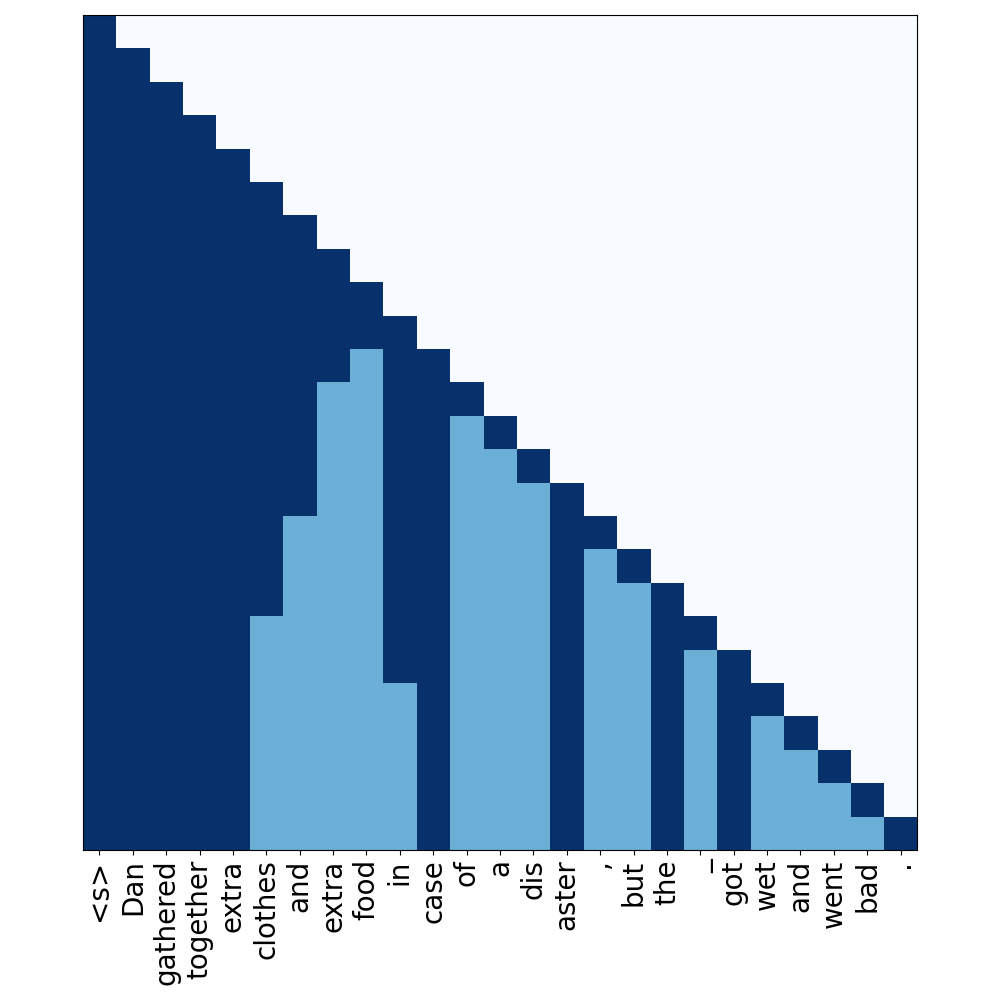 <s>
Dan
gathered
together
extra
clothes
and
extra
food
in
case
of
a
dis
aster
,
but
the
_
got
wet
and
went
bad
.